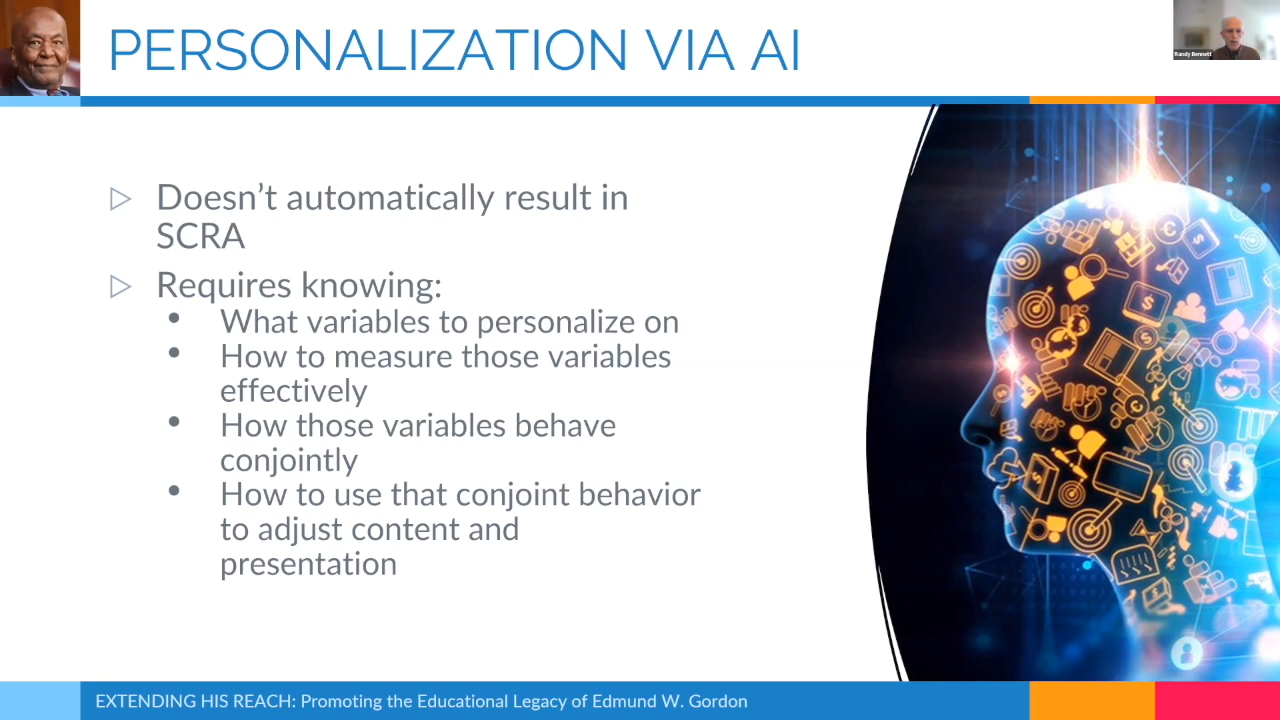 PERSONALIZATION VIA AI
Randy Bennett
Doesn't automatically result in
SCRA
Requires knowing:
What variables to personalize on
How to measure those variables
effectively
How those variables behave
conjointly
How to use that conjoint behavior
to adjust content and
presentation
EXTENDING HIS REACH: Promoting the Educational Legacy of Edmund W. Gordon